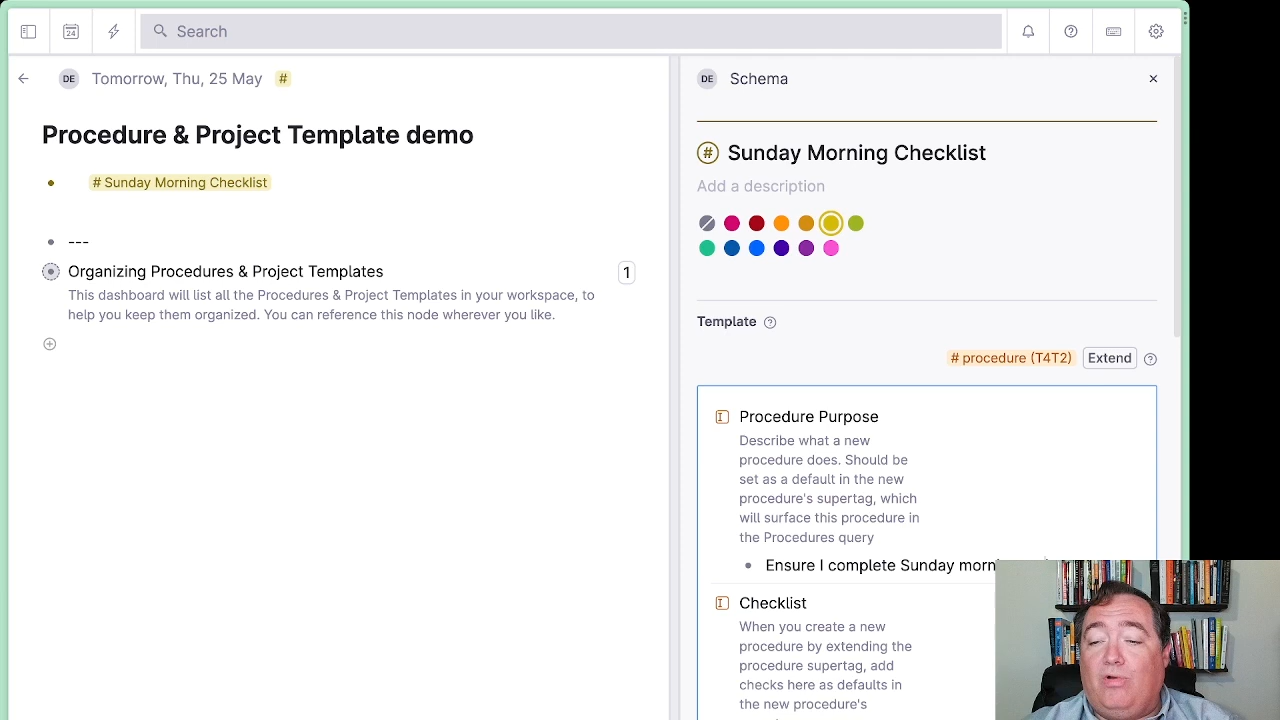 24
Search
DE Tomorrow, Thu, 25 May #
Procedure & Project Template demo
# Sunday Morning Checklist
---
Organizing Procedures & Project Templates
1
This dashboard will list all the Procedures & Project Templates in your workspace, to
help you keep them organized. You can reference this node wherever you like.
DE Schema
# Sunday Morning Checklist
Add a description
Template
# procedure (T4T2) Extend
Procedure Purpose
Describe what a new
procedure does. Should be
set as a default in the new
procedure's supertag, which
will surface this procedure in
the Procedures query
Ensure I complete Sunday
Checklist
When you create a new
procedure by extending the
procedure supertag, add
checks here as defaults in
the new procedure's